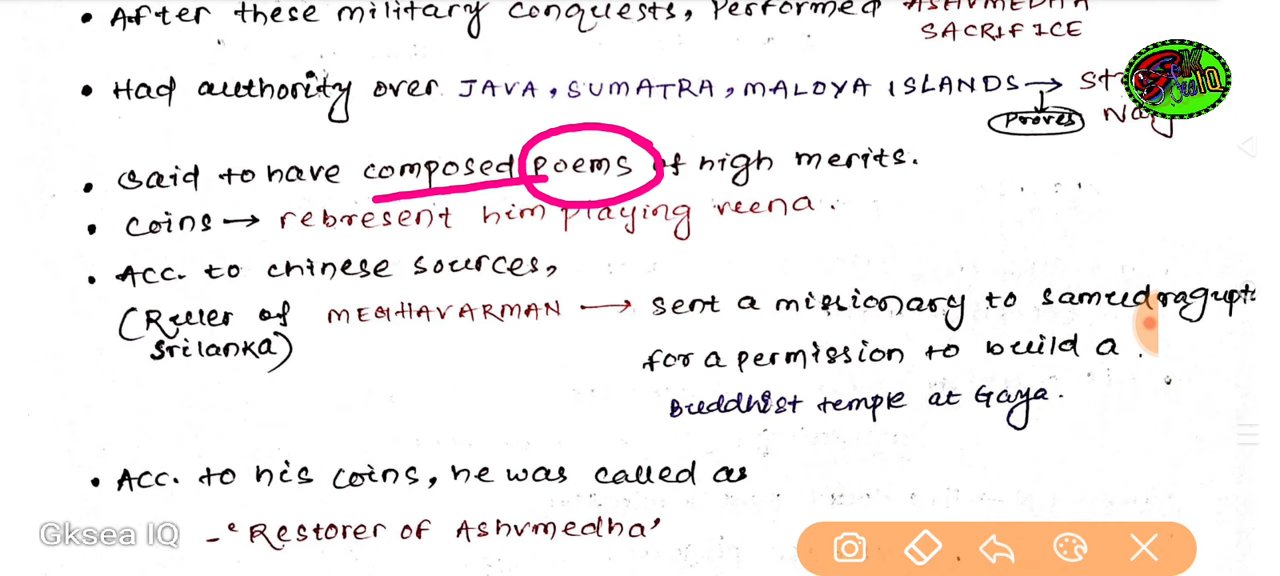 • After these military conquests, Performed ASHVMEDHA
SACRIFICE
• Had authority over JAVA, SUMATRA, MALOYA ISLANDS →
Proves
• Said to have composed poems of high merits.
• Coins → rebresent him playing veena.
• Acc. to chinese sources,
(Ruler of MEGHAVARMAN → sent a missionary to Samudragupt
Srilanka) for a permission to build a
Buddhist temple at Gaya.
• Acc. to his coins, he was called as
Gksea IQ - 'Restorer of Ashvmedha'